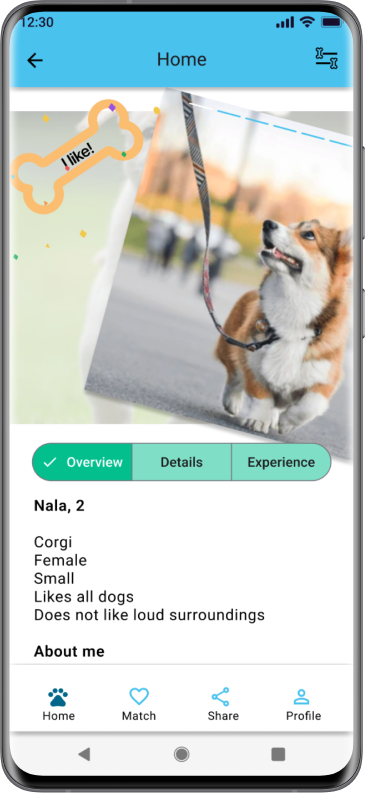 12:30
Home
I like!
Overview
Details
Experience
Nala, 2
Corgi
Female
Small
Likes all dogs
Does not like loud surroundings
About me
Home
Match
Share
Profile